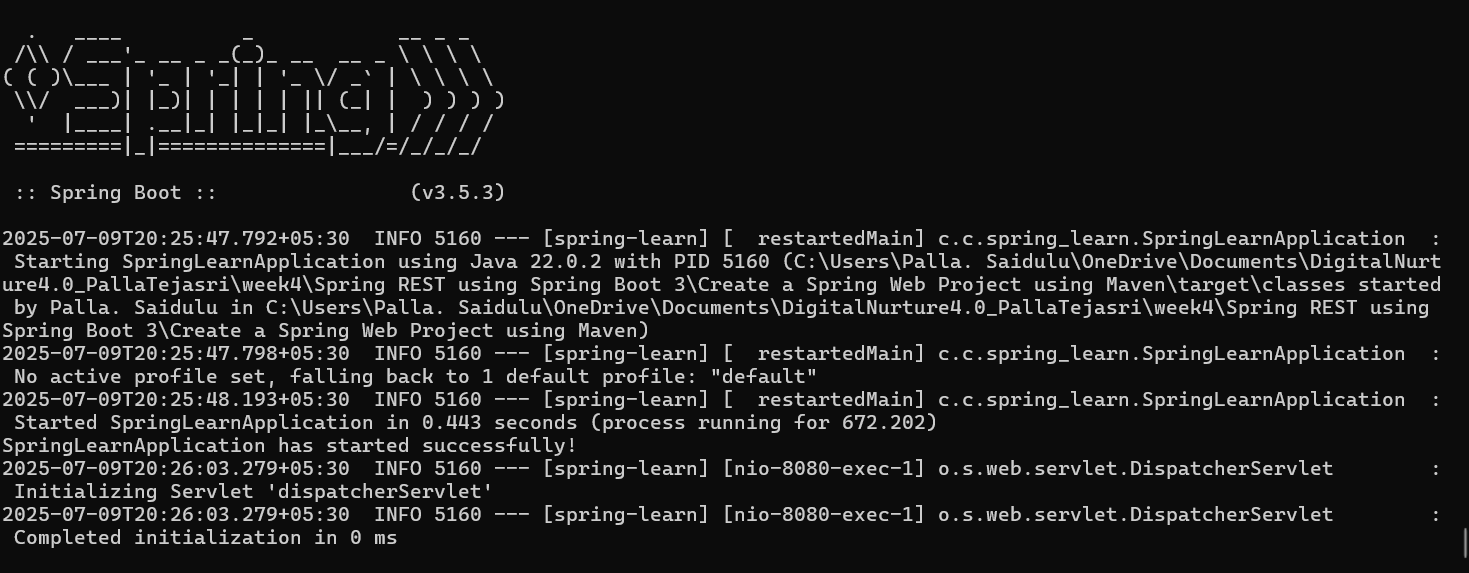 .   ____          _            __ _ _
 /\\ / ___'_ __ _ _(_)_ __  __ _ \ \ \ \
( ( )\___ | '_ | '_| | '_ \/ _` | \ \ \ \
 \\/  ___)| |_)| | | | | || (_| |  ) ) ) )
  '  |____| .__|_| |_|_| |_\__, | / / / /
 =========|_|==============|___/=/_/_/_/

 :: Spring Boot ::                (v3.5.3)

2025-07-09T20:25:47.792+05:30  INFO 5160 --- [spring-learn] [  restartedMain] c.c.spring_learn.SpringLearnApplication  :
 Starting SpringLearnApplication using Java 22.0.2 with PID 5160 (C:\Users\Palla. Saidulu\OneDrive\Documents\DigitalNurt
ure4.0_PallaTejasri\week4\Spring REST using Spring Boot 3\Create a Spring Web Project using Maven\target\classes started
 by Palla. Saidulu in C:\Users\Palla. Saidulu\OneDrive\Documents\DigitalNurture4.0_PallaTejasri\week4\Spring REST using
Spring Boot 3\Create a Spring Web Project using Maven)
2025-07-09T20:25:47.798+05:30  INFO 5160 --- [spring-learn] [  restartedMain] c.c.spring_learn.SpringLearnApplication  :
 No active profile set, falling back to 1 default profile: "default"
2025-07-09T20:25:48.193+05:30  INFO 5160 --- [spring-learn] [  restartedMain] c.c.spring_learn.SpringLearnApplication  :
 Started SpringLearnApplication in 0.443 seconds (process running for 672.202)
SpringLearnApplication has started successfully!
2025-07-09T20:26:03.279+05:30  INFO 5160 --- [spring-learn] [nio-8080-exec-1] o.s.web.servlet.DispatcherServlet        :
 Initializing Servlet 'dispatcherServlet'
2025-07-09T20:26:03.279+05:30  INFO 5160 --- [spring-learn] [nio-8080-exec-1] o.s.web.servlet.DispatcherServlet        :
 Completed initialization in 0 ms